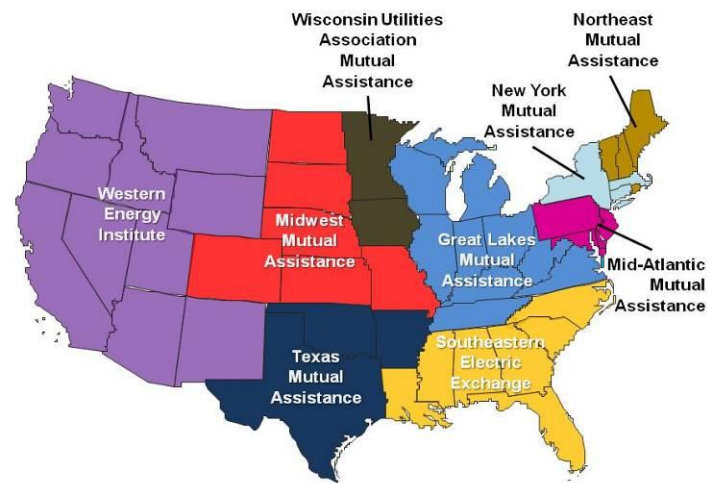 Wisconsin Utilities
Association
Mutual
Assistance
Northeast
Mutual
Assistance
New York
Mutual
Assistance
Western
Energy
Institute
Midwest
Mutual
Assistance
Great Lakes
Mutual
Assistance
Mid-Atlantic
Mutual
Assistance
Texas
Mutual
Assistance
Southeastern
Electric
Exchange